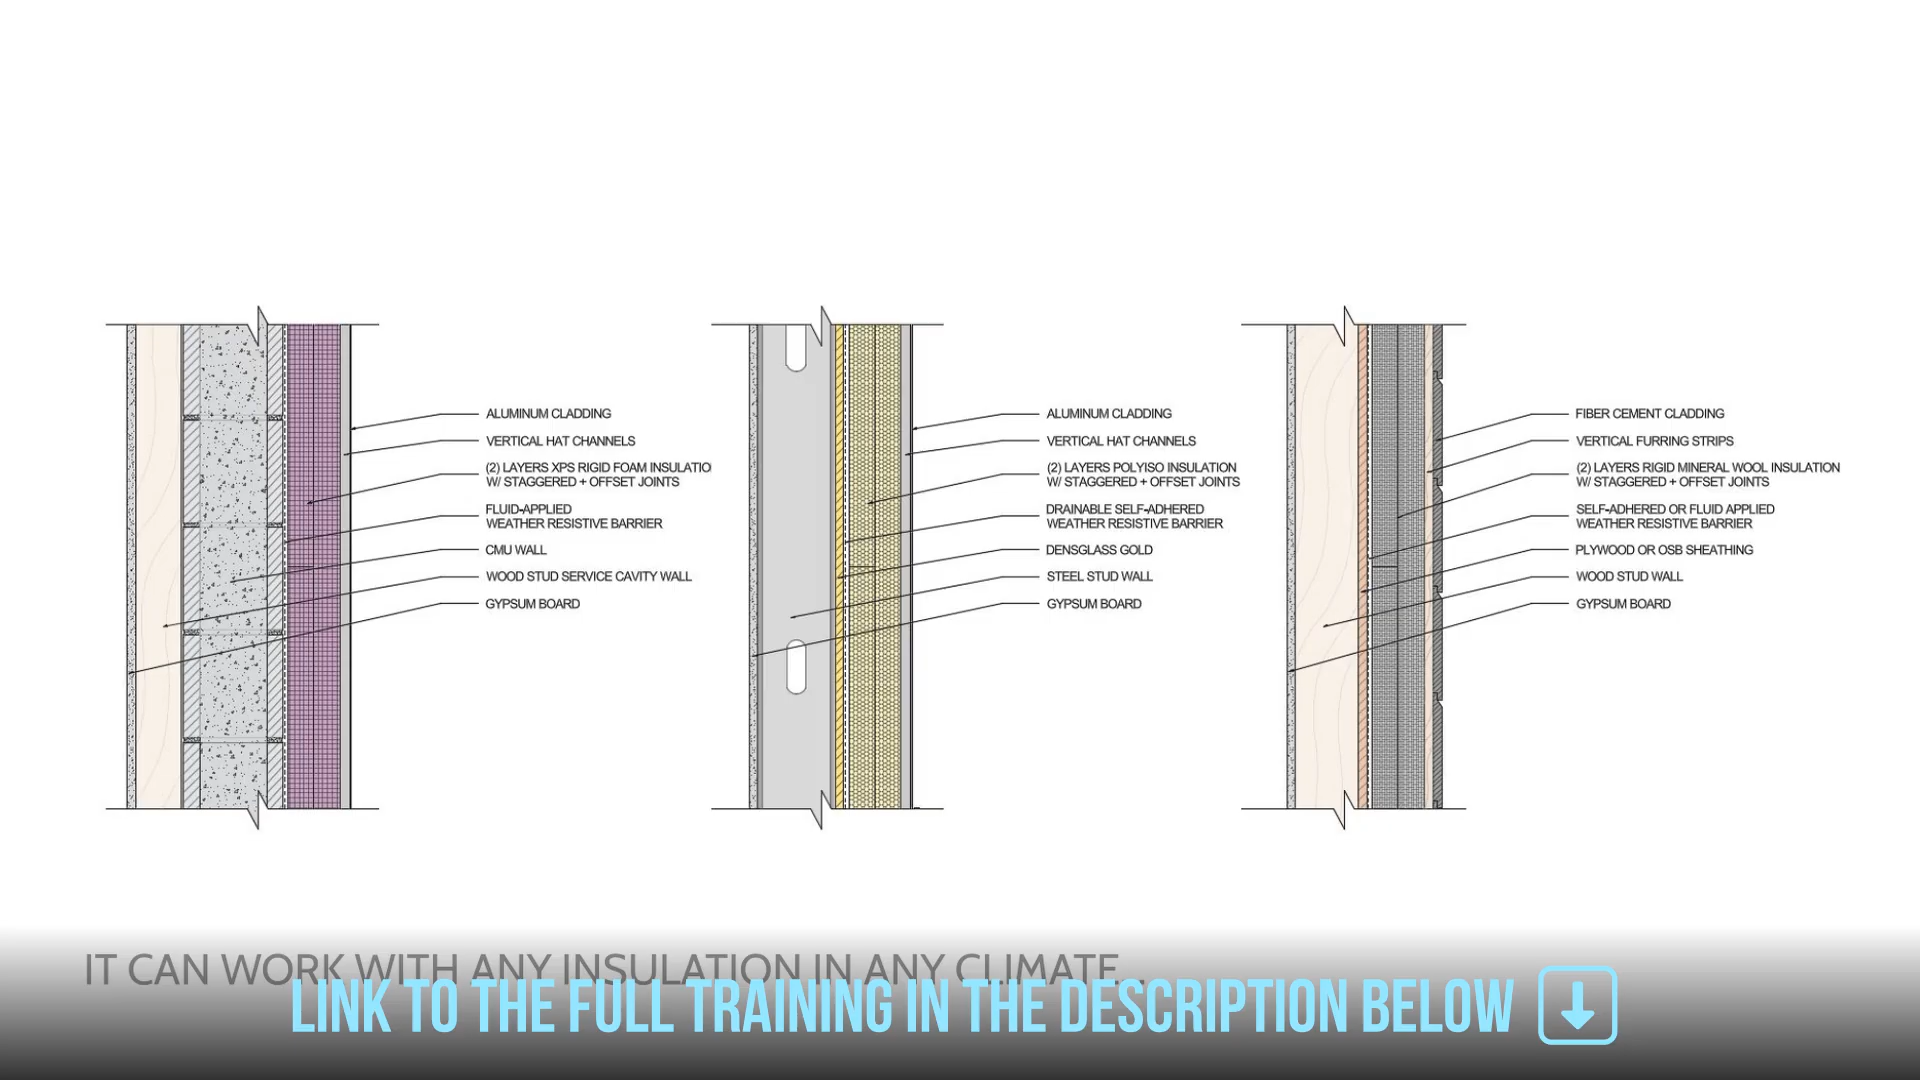 ALUMINUM CLADDING
VERTICAL HAT CHANNELS
(2) LAYERS XPS RIGID FOAM INSULATIO
W/ STAGGERED + OFFSET JOINTS
FLUID-APPLIED
WEATHER RESISTIVE BARRIER
CMU WALL
WOOD STUD SERVICE CAVITY WALL
GYPSUM BOARD
ALUMINUM CLADDING
VERTICAL HAT CHANNELS
(2) LAYERS POLYISO INSULATION
W/ STAGGERED + OFFSET JOINTS
DRAINABLE SELF-ADHERED
WEATHER RESISTIVE BARRIER
DENSGLASS GOLD
STEEL STUD WALL
GYPSUM BOARD
FIBER CEMENT CLADDING
VERTICAL FURRING STRIPS
(2) LAYERS RIGID MINERAL WOOL INSULATION
W/ STAGGERED + OFFSET JOINTS
SELF-ADHERED OR FLUID APPLIED
WEATHER RESISTIVE BARRIER
PLYWOOD OR OSB SHEATHING
WOOD STUD WALL
GYPSUM BOARD
IT CAN WORK WITH ANY INSULATION IN ANY CLIMATE...
LINK TO THE FULL TRAINING IN THE DESCRIPTION BELOW